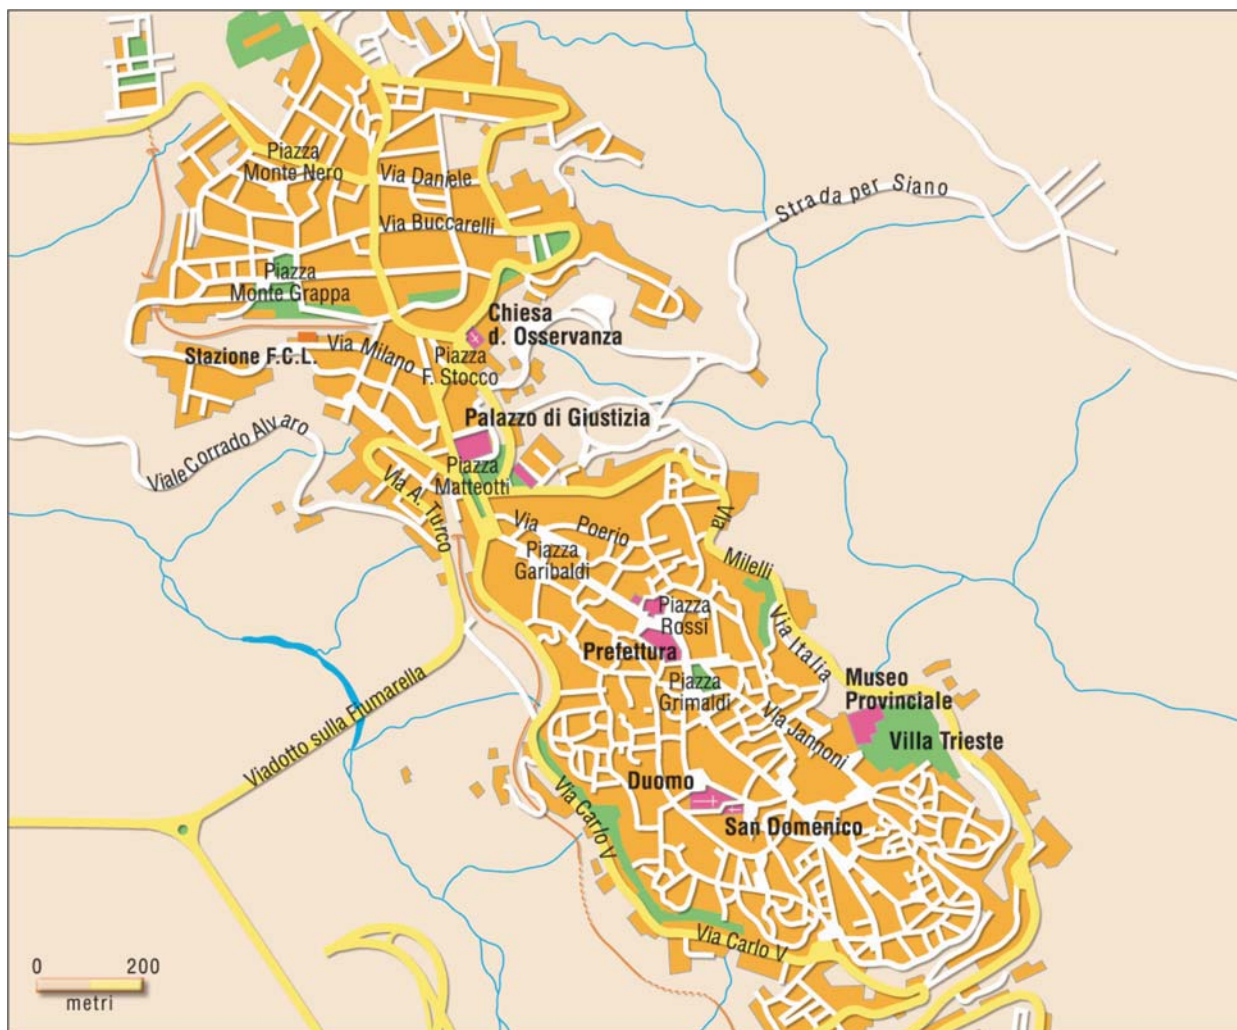 Piazza
Monte Nero
Via Daniele
Via Buccarelli
Strada per Siano
Piazza
Monte Grappa
Chiesa
d. Osservanza
Stazione F.C.L.
Via Milano
Piazza
F. Stocco
Palazzo di Giustizia
Viale Corrado Alvaro
Piazza
Matteotti
Via A. Turco
Via Poerio
Via Milelli
Piazza
Garibaldi
Piazza
Rossi
Prefettura
Via Italia
Piazza
Grimaldi
Museo
Provinciale
Viadotto sulla Fiumarella
Via Jannoni
Villa Trieste
Duomo
Via Carlo V
San Domenico
Via Carlo V
0 200
metri